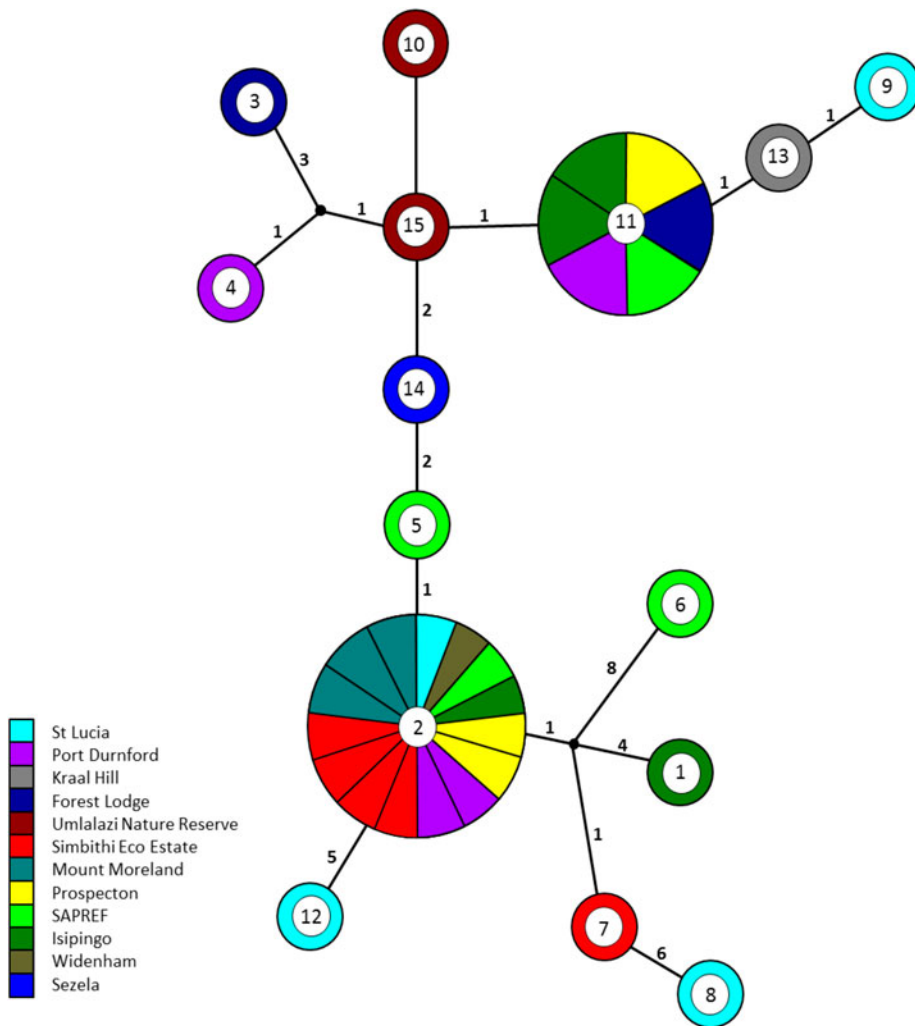 10
3
9
13
1
3
1
1
15
1
11
1
4
2
14
2
5
1
6
8
2
1
4
1
1
5
12
7
6
8
St Lucia
Port Durnford
Kraal Hill
Forest Lodge
Umlalazi Nature Reserve
Simbithi Eco Estate
Mount Moreland
Prospecton
SAPREF
Isipingo
Widenham
Sezela